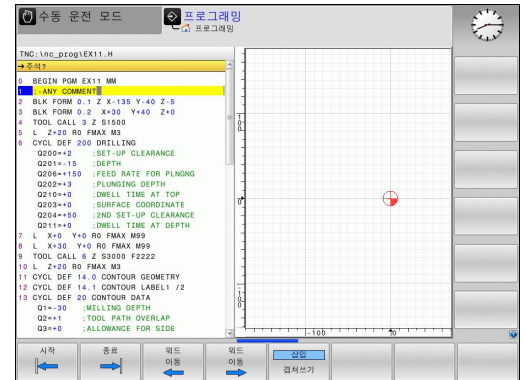 수동 운전 모드
프로그래밍
프로그래밍
TNC:\nc_prog\EX11.H
→주석?
0 BEGIN PGM EX11 MM
1 ;-ANY COMMENT
2 BLK FORM 0.1 Z X-135 Y-40 Z-5
3 BLK FORM 0.2 X+30 Y+40 Z+0
4 TOOL CALL 3 Z S1500
5 L Z+20 R0 FMAX M3
6 CYCL DEF 200 DRILLING
Q200=+2 ;SET-UP CLEARANCE
Q201=-15 ;DEPTH
Q206=+150 ;FEED RATE FOR PLNGNG
Q202=+3 ;PLUNGING DEPTH
Q210=+0 ;DWELL TIME AT TOP
Q203=+0 ;SURFACE COORDINATE
Q204=+50 ;2ND SET-UP CLEARANCE
Q211=+0 ;DWELL TIME AT DEPTH
7 L X+0 Y+0 R0 FMAX M99
8 L X+30 Y+0 R0 FMAX M99
9 TOOL CALL 6 Z S3000 F2222
10 L Z+20 R0 FMAX M3
11 CYCL DEF 14.0 CONTOUR GEOMETRY
12 CYCL DEF 14.1 CONTOUR LABEL1 /2
13 CYCL DEF 20 CONTOUR DATA
Q1=-30 ;MILLING DEPTH
Q2=+1 ;TOOL PATH OVERLAP
Q3=+0 ;ALLOWANCE FOR SIDE
100
0
-100
-100
0
시작
종료
워드
이동
워드
이동
삽입
겹쳐쓰기